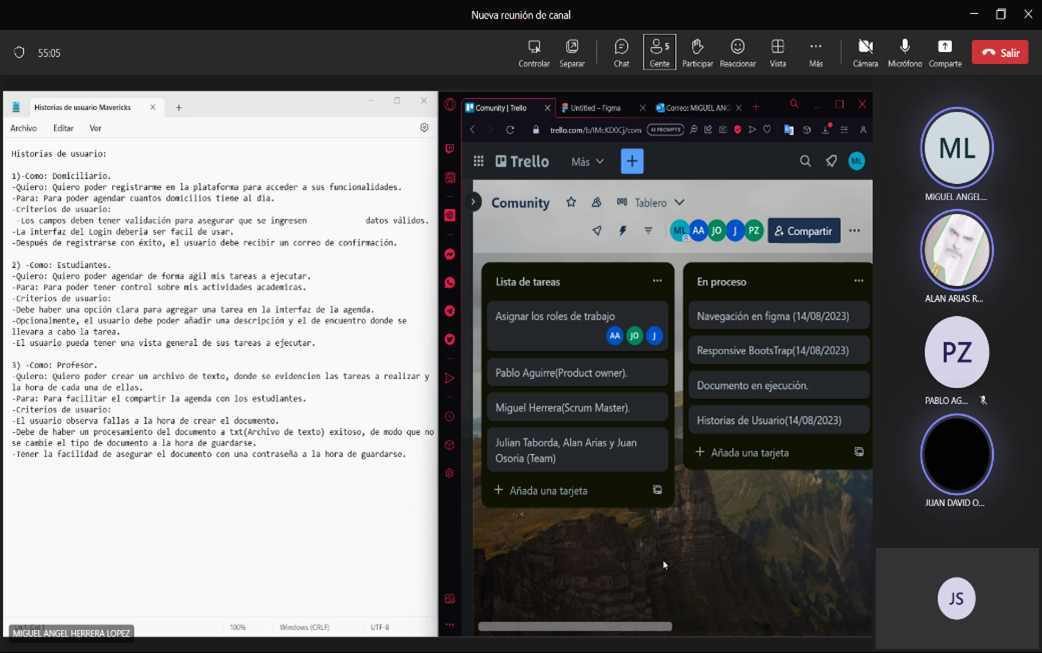 Nueva reunión de canal
55:05
Controlar
Separar
Chat
5
Gente
Participar
Reaccionar
Vista
Más
Cámara
Micrófono
Comparte
Salir
Historias de usuario Mavericks
Archivo Editar Ver
Historias de usuario:
1)-Como: Domiciliario.
-Quiero: Quiero poder registrarme en la plataforma para acceder a sus funcionalidades.
-Para: Para poder agendar cuantos domicilios tiene al dia.
-Criterios de usuario:
-Los campos deben tener validación para asegurar que se ingresen datos válidos.
-La interfaz del Login deberia ser facil de usar.
-Después de registrarse con éxito, el usuario debe recibir un correo de confirmación.
2) -Como: Estudiantes.
-Quiero: Quiero poder agendar de forma agil mis tareas a ejecutar.
-Para: Para poder tener control sobre mis actividades academicas.
-Criterios de usuario:
-Debe haber una opción clara para agregar una tarea en la interfaz de la agenda.
-Opcionalmente, el usuario debe poder añadir una descripción y el de encuentro donde se
llevara a cabo la tarea.
-El usuario pueda tener una vista general de sus tareas a ejecutar.
3) -Como: Profesor.
-Quiero: Quiero poder crear un archivo de texto, donde se evidencien las tareas a realizar y
la hora de cada una de ellas.
-Para: Para facilitar el compartir la agenda con los estudiantes.
-Criterios de usuario:
-El usuario observa fallas a la hora de crear el documento.
-Debe de haber un procesamiento del documento a txt(Archivo de texto) exitoso, de modo que no
se cambie el tipo de documento a la hora de guardarse.
-Tener la facilidad de asegurar el documento con una contraseña a la hora de guardarse.
100%
Windows (CRLF)
UTF-8
MIGUEL ANGEL HERRERA LOPEZ
Comunity | Trello
Untitled – Figma
Correo: MIGUEL ANG
trello.com/b/IMcKD0Cj/com
AI PROMPTS
Trello
Más
ML
Comunity
Tablero
ML AA JO J PZ
Compartir
Lista de tareas
Asignar los roles de trabajo
AA JO J
Pablo Aguirre(Product owner).
Miguel Herrera(Scrum Master).
Julian Taborda, Alan Arias y Juan
Osoria (Team)
Añada una tarjeta
En proceso
Navegación en figma (14/08/2023)
Responsive BootsTrap(14/08/2023)
Documento en ejecución.
Historias de Usuario(14/08/2023)
Añada una tarjeta
ML
MIGUEL ANGEL...
ALAN ARIAS R...
PZ
PABLO AG...
JUAN DAVID O...
JS